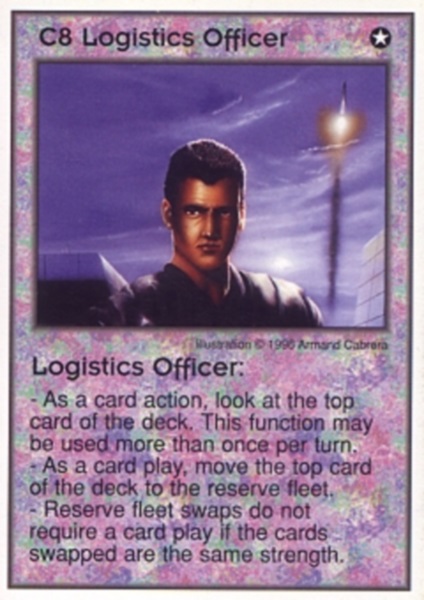 C8 Logistics Officer
Illustration © 1996 Armand Cabrera
Logistics Officer:
- As a card action, look at the top
card of the deck. This function may
be used more than once per turn.
- As a card play, move the top card
of the deck to the reserve fleet.
- Reserve fleet swaps do not
require a card play if the cards
swapped are the same strength.